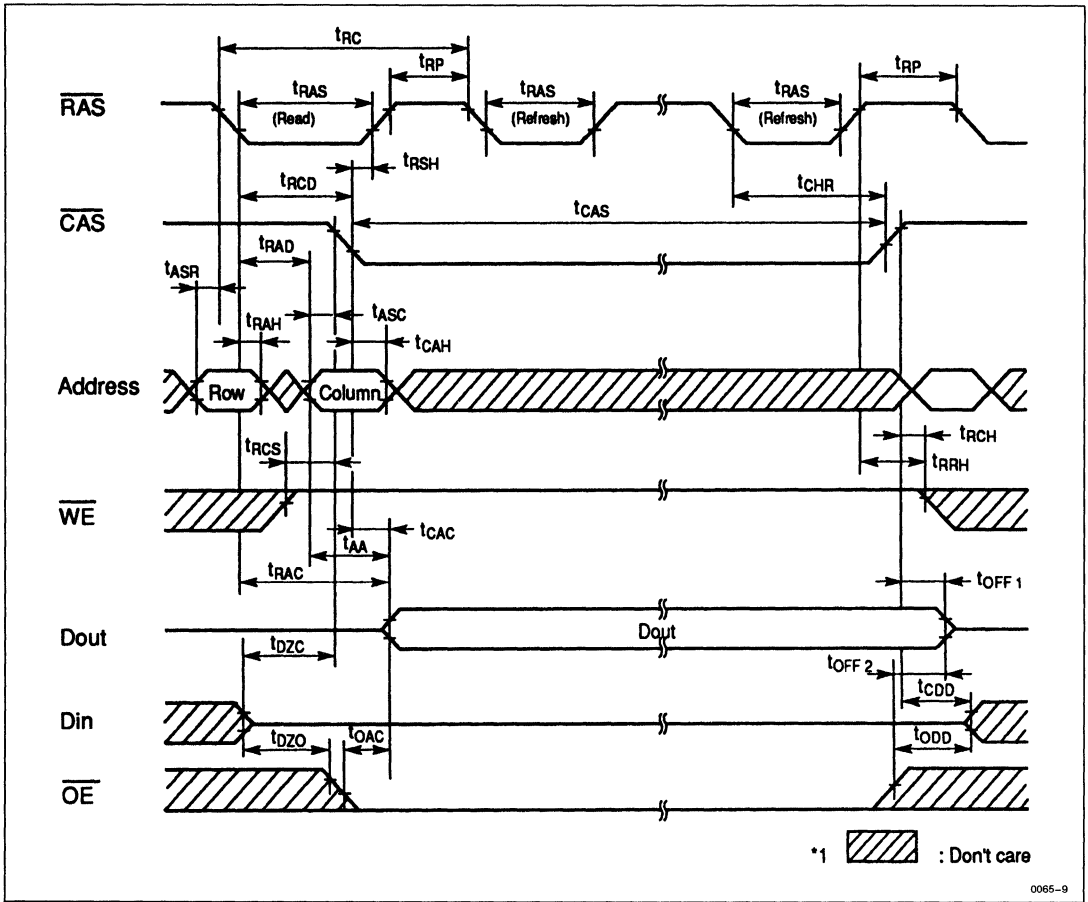 tRC
tRP
tRP
RAS
tRAS
(Read)
tRAS
(Refresh)
tRAS
(Refresh)
tRSH
tRCD
tCHR
tCAS
CAS
tRAD
tASR
tASC
tRAH
tCAH
Address
Row
Column
tRCS
tRCH
tRRH
WE
tCAC
tAA
tRAC
tOFF 1
Dout
Dout
tDZC
tOFF 2
tCDD
Din
tDZO
tOAC
tODD
OE
*1
: Don't care
0065–9